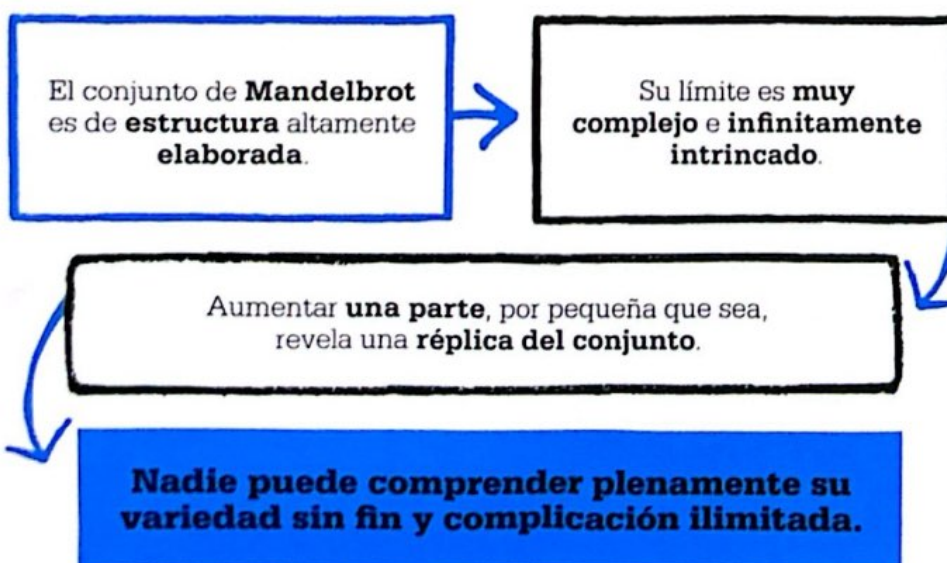 El conjunto de Mandelbrot
es de estructura altamente
elaborada.
Su límite es muy
complejo e infinitamente
intrincado.
Aumentar una parte, por pequeña que sea,
revela una réplica del conjunto.
Nadie puede comprender plenamente su
variedad sin fin y complicación ilimitada.